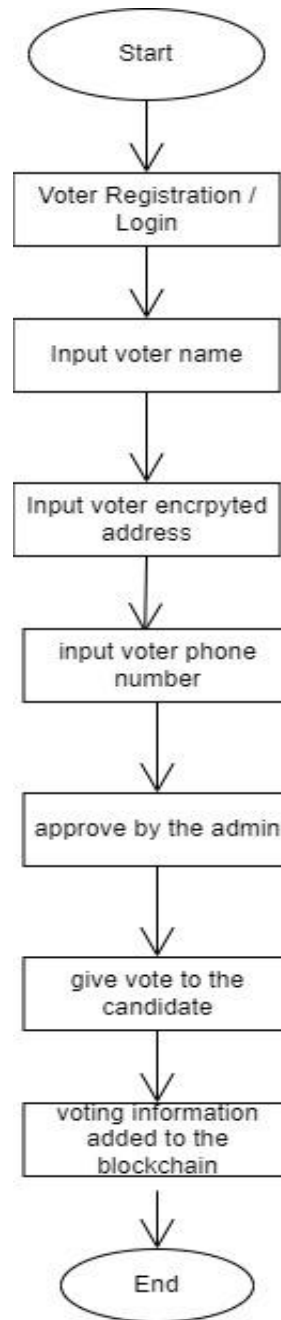 Start
Voter Registration /
Login
Input voter name
Input voter encrpyted
address
input voter phone
number
approve by the admin
give vote to the
candidate
voting information
added to the
blockchain
End